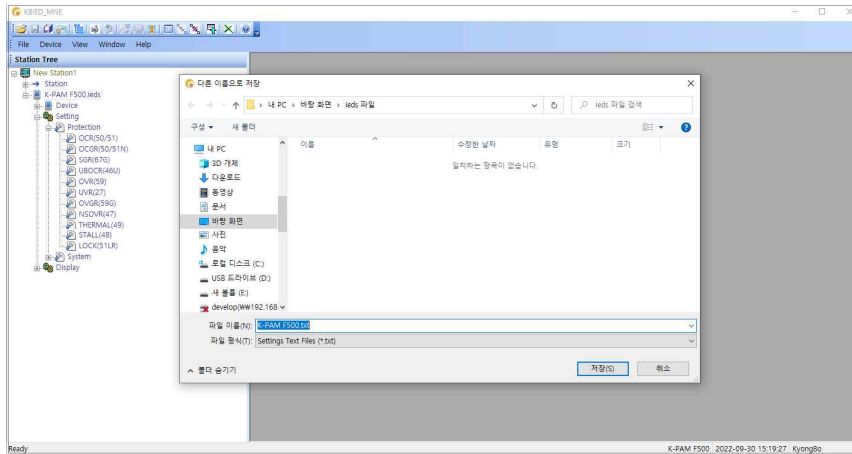 KBIED_MNE
File Device View Window Help
Station Tree
New Station1
Station
K-PAM F500.ieds
Device
Setting
Protection
OCR(50/51)
OCGR(50/51N)
SGR(67G)
UBOCR(46U)
OVR(59)
UVR(27)
OVGR(59G)
NSOVR(47)
THERMAL(49)
STALL(48)
LOCK(51LR)
System
Display
다른 이름으로 저장
내 PC › 바탕 화면 › ieds 파일
ieds 파일 검색
구성 새 폴더
이름 수정한 날짜 유형 크기
일치하는 항목이 없습니다.
내 PC
3D 개체
다운로드
동영상
문서
바탕 화면
사진
음악
로컬 디스크 (C:)
USB 드라이브 (D:)
새 볼륨 (E:)
develop(₩₩192.168
파일 이름(N): K-PAM F500.txt
파일 형식(T): Settings Text Files (*.txt)
폴더 숨기기
저장(S) 취소
Ready
K-PAM F500 2022-09-30 15:19:27 KyongBo